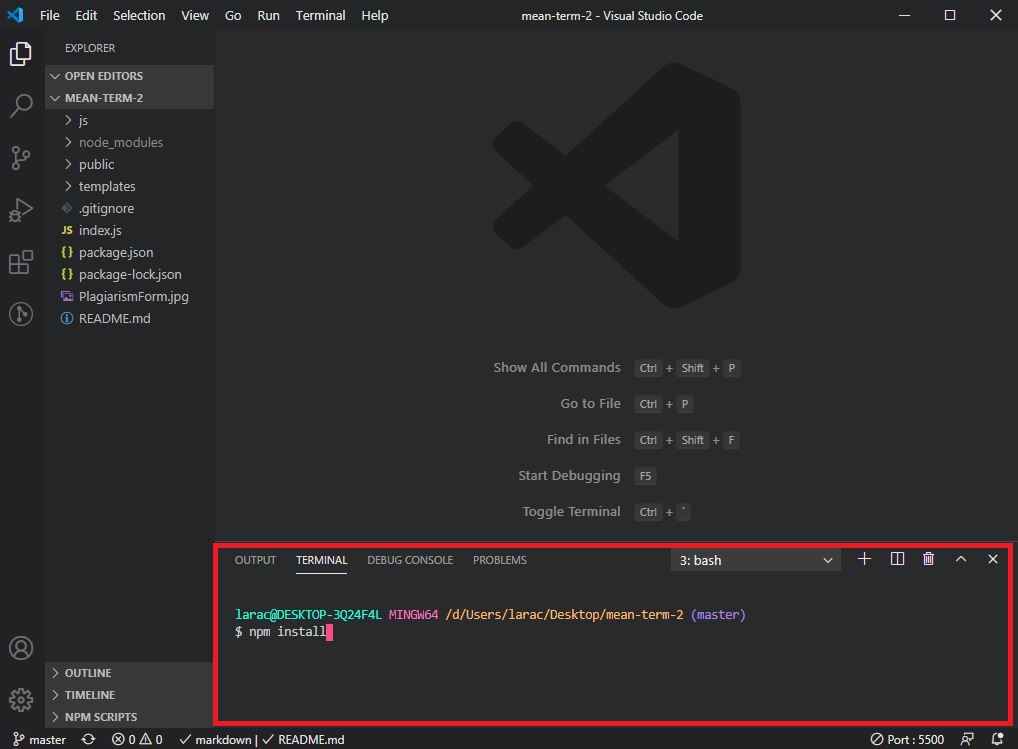 File Edit Selection View Go Run Terminal Help mean-term-2 - Visual Studio Code
EXPLORER
OPEN EDITORS
MEAN-TERM-2
js
node_modules
public
templates
.gitignore
JS index.js
{} package.json
{} package-lock.json
PlagiarismForm.jpg
README.md
OUTLINE
TIMELINE
NPM SCRIPTS
Show All Commands Ctrl + Shift + P
Go to File Ctrl + P
Find in Files Ctrl + Shift + F
Start Debugging F5
Toggle Terminal Ctrl + `
OUTPUT TERMINAL DEBUG CONSOLE PROBLEMS 3: bash
larac@DESKTOP-3Q24F4L MINGW64 /d/Users/larac/Desktop/mean-term-2 (master)
$ npm install
master 0 0 markdown | README.md Port : 5500